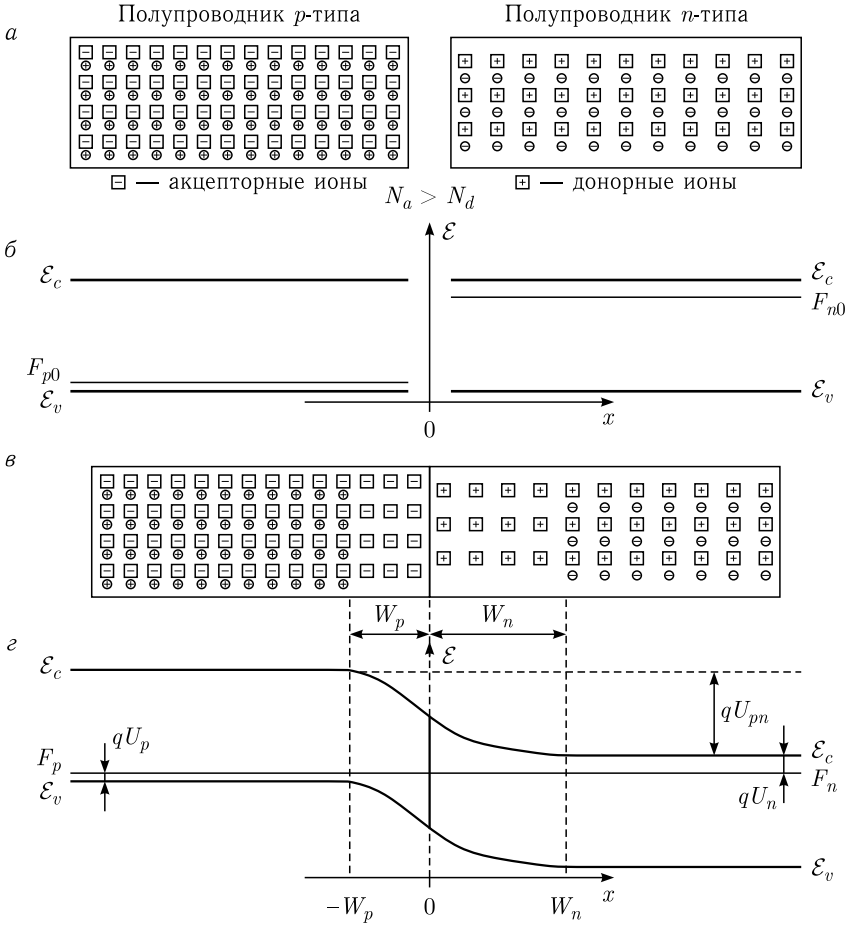 Полупроводник p-типа Полупроводник n-типа
а
− — акцепторные ионы + — донорные ионы
N_a > N_d
б
ℰ
ℰ_c ℰ_c
F_n0
F_p0
ℰ_v ℰ_v
x
0
в
W_p W_n
г
ℰ
ℰ_c
qU_pn
qU_p
F_p ℰ_c
ℰ_v F_n
qU_n
ℰ_v
x
−W_p 0 W_n